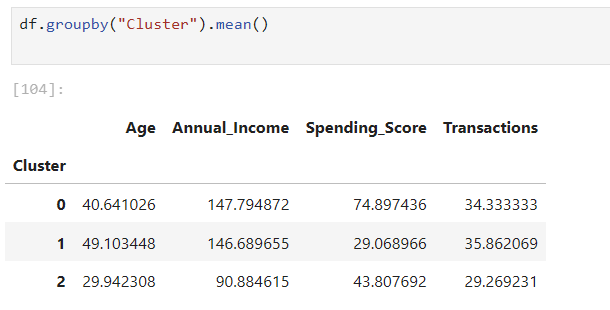 df.groupby("Cluster").mean()
[104]:
Age Annual_Income Spending_Score Transactions
Cluster
0 40.641026 147.794872 74.897436 34.333333
1 49.103448 146.689655 29.068966 35.862069
2 29.942308 90.884615 43.807692 29.269231